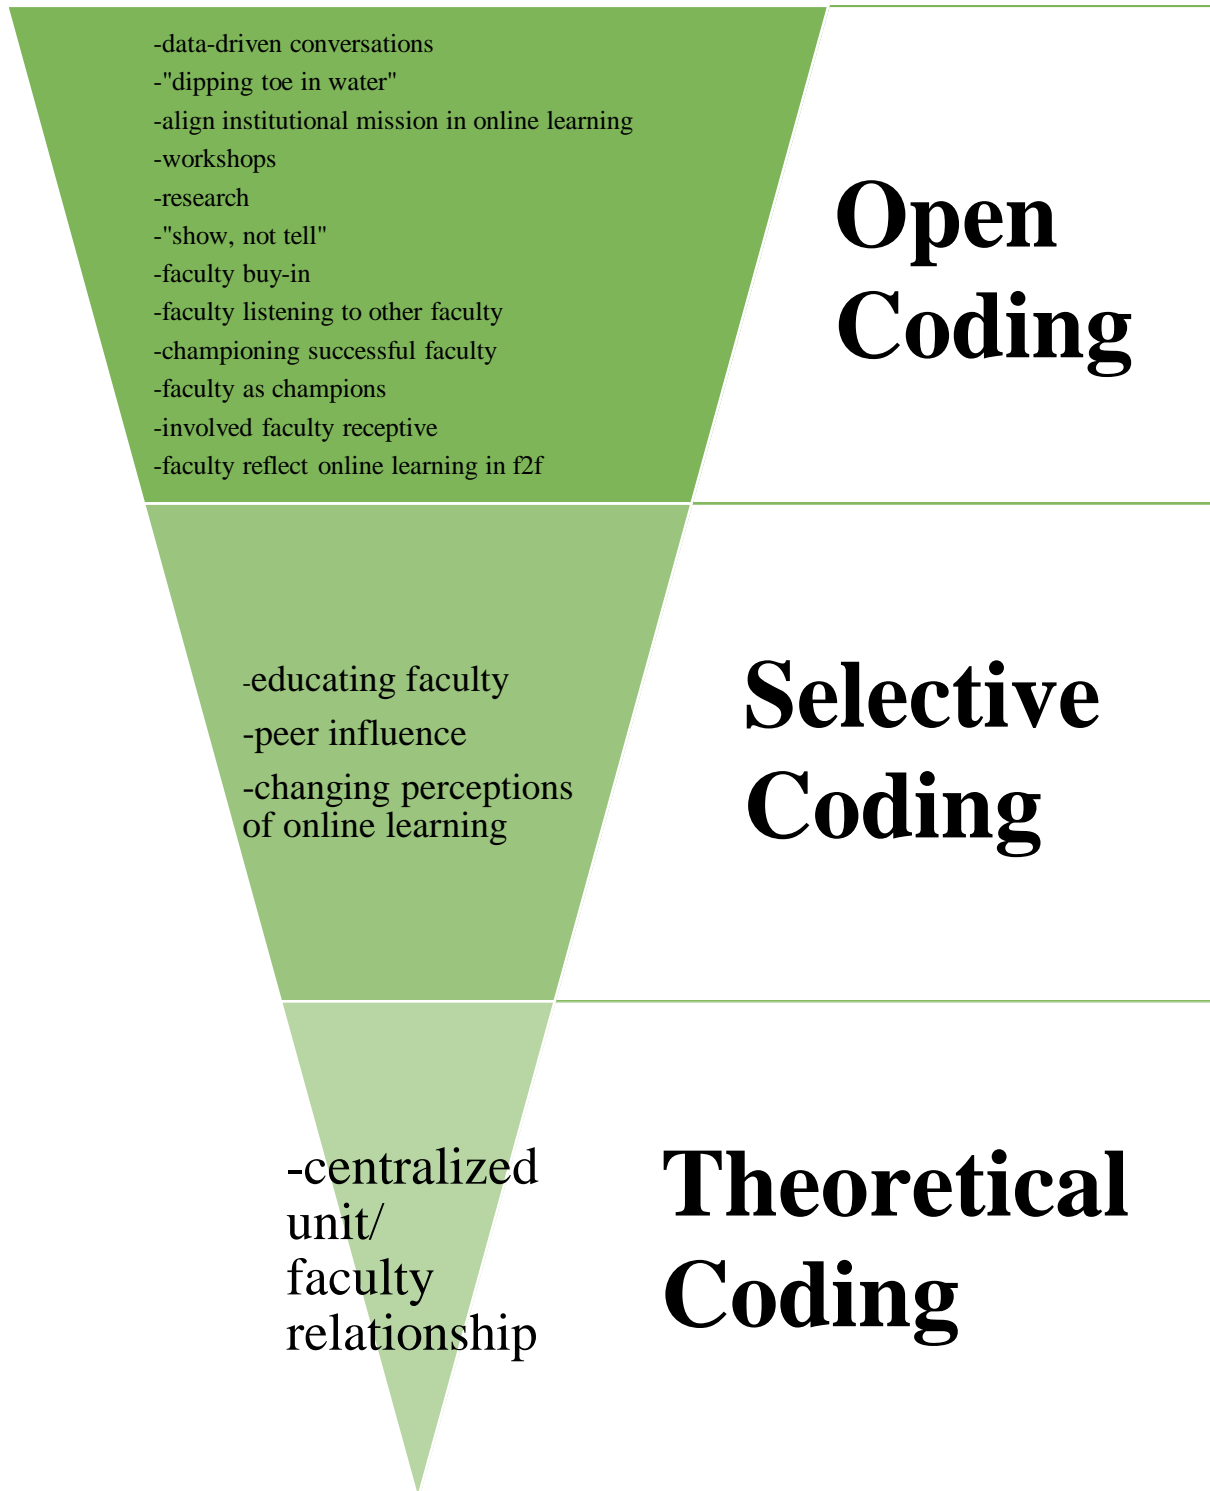 -data-driven conversations
-"dipping toe in water"
-align institutional mission in online learning
-workshops
-research
-"show, not tell"
-faculty buy-in
-faculty listening to other faculty
-championing successful faculty
-faculty as champions
-involved faculty receptive
-faculty reflect online learning in f2f
Open
Coding
-educating faculty
-peer influence
-changing perceptions
of online learning
Selective
Coding
-centralized
unit/
faculty
relationship
Theoretical
Coding